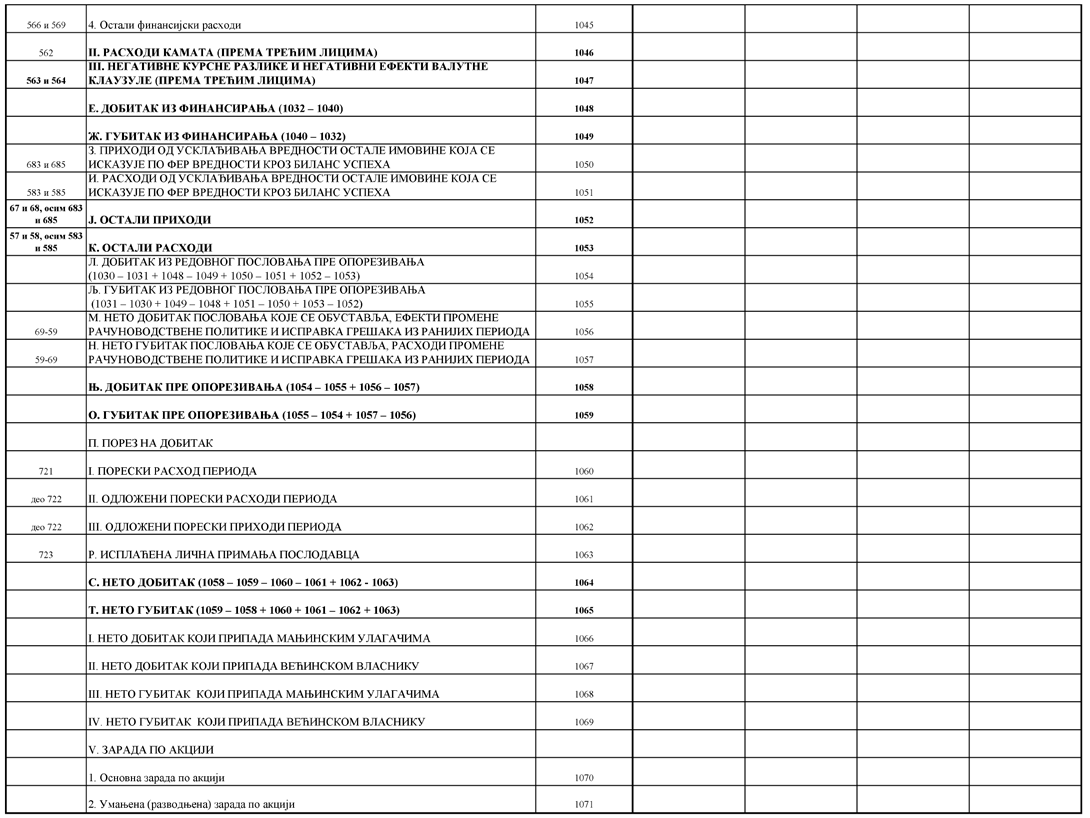 566 и 569 4. Остали финансијски расходи 1045
562 II. РАСХОДИ КАМАТА (ПРЕМА ТРЕЋИМ ЛИЦИМА) 1046
III. НЕГАТИВНЕ КУРСНЕ РАЗЛИКЕ И НЕГАТИВНИ ЕФЕКТИ ВАЛУТНЕ
563 и 564 КЛАУЗУЛЕ (ПРЕМА ТРЕЋИМ ЛИЦИМА) 1047
Е. ДОБИТАК ИЗ ФИНАНСИРАЊА (1032 – 1040) 1048
Ж. ГУБИТАК ИЗ ФИНАНСИРАЊА (1040 – 1032) 1049
З. ПРИХОДИ ОД УСКЛАЂИВАЊА ВРЕДНОСТИ ОСТАЛЕ ИМОВИНЕ КОЈА СЕ
683 и 685 ИСКАЗУЈЕ ПО ФЕР ВРЕДНОСТИ КРОЗ БИЛАНС УСПЕХА 1050
И. РАСХОДИ ОД УСКЛАЂИВАЊА ВРЕДНОСТИ ОСТАЛЕ ИМОВИНЕ КОЈА СЕ
583 и 585 ИСКАЗУЈЕ ПО ФЕР ВРЕДНОСТИ КРОЗ БИЛАНС УСПЕХА 1051
67 и 68, осим 683
и 685 Ј. ОСТАЛИ ПРИХОДИ 1052
57 и 58, осим 583
и 585 К. ОСТАЛИ РАСХОДИ 1053
Л. ДОБИТАК ИЗ РЕДОВНОГ ПОСЛОВАЊА ПРЕ ОПОРЕЗИВАЊА
(1030 – 1031 + 1048 – 1049 + 1050 – 1051 + 1052 – 1053) 1054
Љ. ГУБИТАК ИЗ РЕДОВНОГ ПОСЛОВАЊА ПРЕ ОПОРЕЗИВАЊА
(1031 – 1030 + 1049 – 1048 + 1051 – 1050 + 1053 – 1052) 1055
М. НЕТО ДОБИТАК ПОСЛОВАЊА КОЈЕ СЕ ОБУСТАВЉА, ЕФЕКТИ ПРОМЕНЕ
69-59 РАЧУНОВОДСТВЕНЕ ПОЛИТИКЕ И ИСПРАВКА ГРЕШАКА ИЗ РАНИЈИХ ПЕРИОДА 1056
Н. НЕТО ГУБИТАК ПОСЛОВАЊА КОЈЕ СЕ ОБУСТАВЉА, РАСХОДИ ПРОМЕНЕ
59-69 РАЧУНОВОДСТВЕНЕ ПОЛИТИКЕ И ИСПРАВКА ГРЕШАКА ИЗ РАНИЈИХ ПЕРИОДА 1057
Њ. ДОБИТАК ПРЕ ОПОРЕЗИВАЊА (1054 – 1055 + 1056 – 1057) 1058
О. ГУБИТАК ПРЕ ОПОРЕЗИВАЊА (1055 – 1054 + 1057 – 1056) 1059
П. ПОРЕЗ НА ДОБИТАК
721 I. ПОРЕСКИ РАСХОД ПЕРИОДА 1060
део 722 II. ОДЛОЖЕНИ ПОРЕСКИ РАСХОДИ ПЕРИОДА 1061
део 722 III. ОДЛОЖЕНИ ПОРЕСКИ ПРИХОДИ ПЕРИОДА 1062
723 Р. ИСПЛАЋЕНА ЛИЧНА ПРИМАЊА ПОСЛОДАВЦА 1063
С. НЕТО ДОБИТАК (1058 – 1059 – 1060 – 1061 + 1062 - 1063) 1064
Т. НЕТО ГУБИТАК (1059 – 1058 + 1060 + 1061 – 1062 + 1063) 1065
I. НЕТО ДОБИТАК КОЈИ ПРИПАДА МАЊИНСКИМ УЛАГАЧИМА 1066
II. НЕТО ДОБИТАК КОЈИ ПРИПАДА ВЕЋИНСКОМ ВЛАСНИКУ 1067
III. НЕТО ГУБИТАК КОЈИ ПРИПАДА МАЊИНСКИМ УЛАГАЧИМА 1068
IV. НЕТО ГУБИТАК КОЈИ ПРИПАДА ВЕЋИНСКОМ ВЛАСНИКУ 1069
V. ЗАРАДА ПО АКЦИЈИ
1. Основна зарада по акцији 1070
2. Умањена (разводњена) зарада по акцији 1071